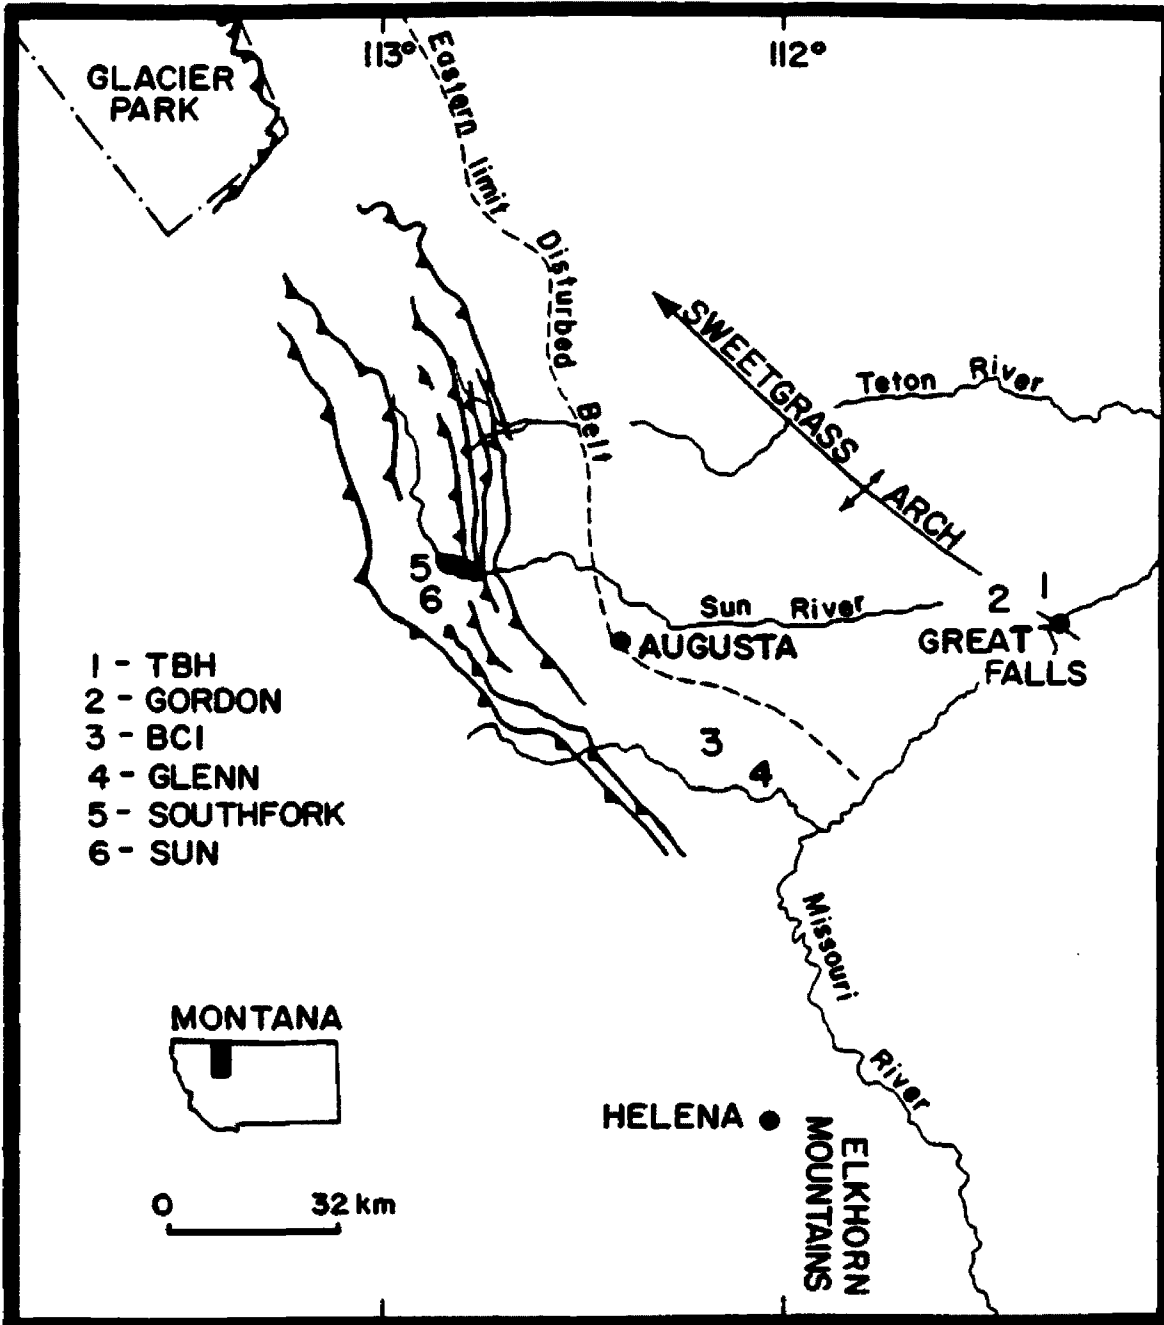 113°
112°
GLACIER
PARK
Eastern limit
Disturbed
Belt
SWEETGRASS
ARCH
Teton River
5
6
Sun River
2
1
GREAT
FALLS
AUGUSTA
1 - TBH
2 - GORDON
3 - BCI
4 - GLENN
5 - SOUTHFORK
6 - SUN
3
4
Missouri
River
MONTANA
HELENA
ELKHORN
MOUNTAINS
0 32 km